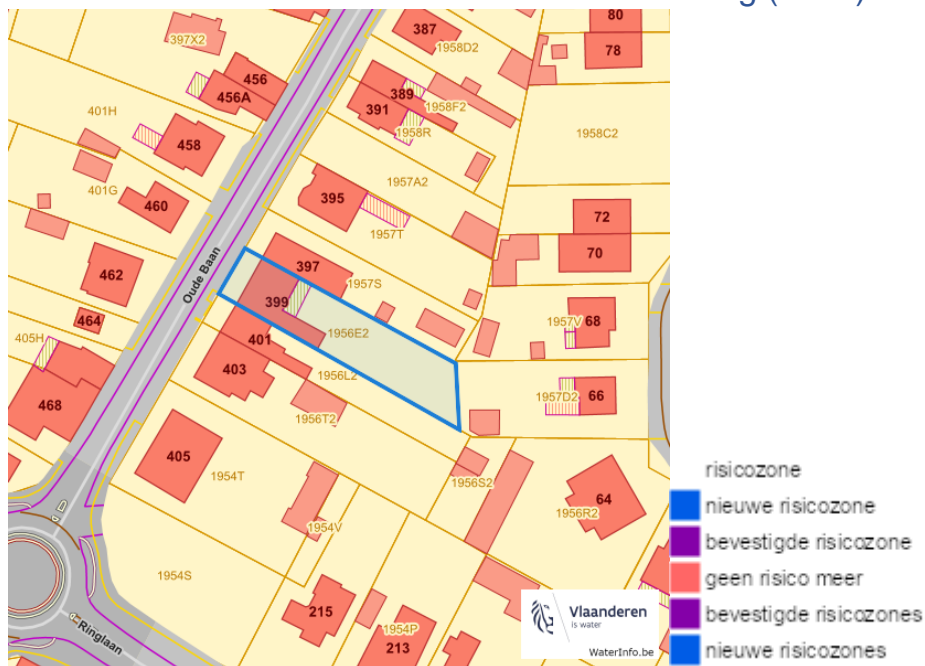 387
1958D2
80
78
397X2
456
456A
389
391
1958F2
401H
458
1958R
1958C2
1957A2
401G
460
395
72
1957T
70
Oude Baan
462
397
1957S
399
464
1956E2
1957V
68
405H
401
403
1956L2
1957D2
66
468
1956T2
405
1954T
1956S2
64
1956R2
1954V
1954S
215
1954P
213
Ringlaan
Vlaanderen
is water
WaterInfo.be
risicozone
nieuwe risicozone
bevestigde risicozone
geen risico meer
bevestigde risicozones
nieuwe risicozones